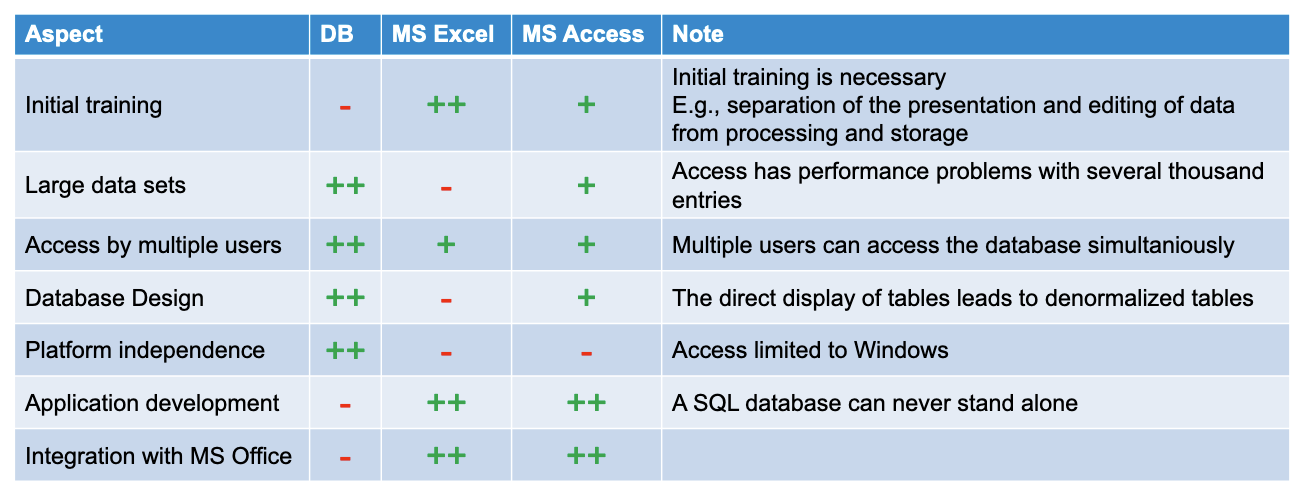 Aspect DB MS Excel MS Access Note
Initial training - ++ + Initial training is necessary
E.g., separation of the presentation and editing of data
from processing and storage
Large data sets ++ - + Access has performance problems with several thousand
entries
Access by multiple users ++ + + Multiple users can access the database simultaniously
Database Design ++ - + The direct display of tables leads to denormalized tables
Platform independence ++ - - Access limited to Windows
Application development - ++ ++ A SQL database can never stand alone
Integration with MS Office - ++ ++